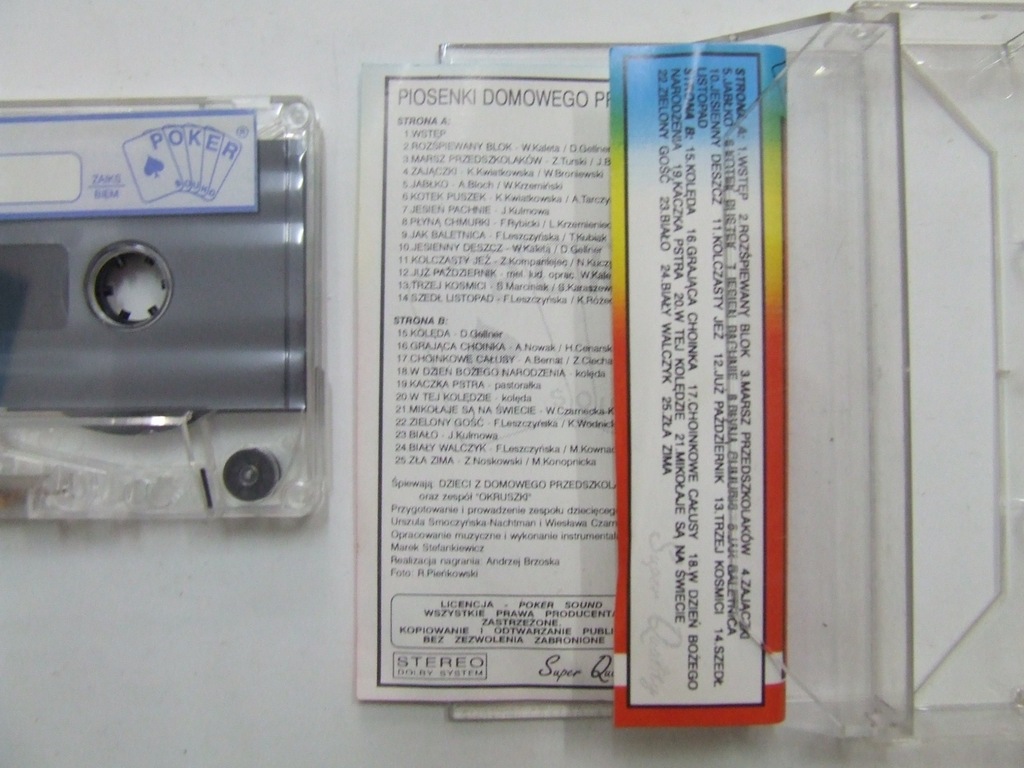 POKER
®
SOUND
ZAIKS
BIEM
PIOSENKI DOMOWEGO
STRONA A:
1.WSTĘP
2.ROZŚPIEWANY BLOK - W.Kaleta / D.Gellner
3.MARSZ PRZEDSZKOLAKÓW - Z.Turski / J.B
4.ZAJĄCZKI - K.Kwiatkowska / W.Broniewski
5.JABŁKO - A.Bloch / W.Krzemiński
6.KOTEK PUSZEK - K.Kwiatkowska / A.Tarczy
7.JESIEŃ PACHNIE - J.Kulmowa
8.PŁYNĄ CHMURKI - F.Rybicki / L.Krzemieniec
9.JAK BALETNICA - F.Leszczyńska / T.Kubiak
10.JESIENNY DESZCZ - W.Kaleta / D.Gellner
11.KOLCZASTY JEŻ - Z.Kompaniejec / N.Kucz
12.JUŻ PAŹDZIERNIK - mel. lud. oprac. W.Kale
13.TRZEJ KOSMICI - S.Marciniak / S.Karaszew
14.SZEDŁ LISTOPAD - F.Leszczyńska / K.Róże
STRONA B:
15.KOLĘDA - D.Gellner
16.GRAJĄCA CHOINKA - A.Nowak / H.Cenarsk
17.CHOINKOWE CAŁUSY - A.Bernat / Z.Ciecha
18.W DZIEŃ BOŻEGO NARODZENIA - kolęda
19.KACZKA PSTRA - pastorałka
20.W TEJ KOLĘDZIE - kolęda
21.MIKOŁAJE SĄ NA ŚWIECIE - W.Czarnecka-K
22.ZIELONY GOŚĆ - F.Leszczyńska / K.Wodnick
23.BIAŁO - J.Kulmowa
24.BIAŁY WALCZYK - F.Leszczyńska / M.Kownac
25.ZŁA ZIMA - Z.Noskowski / M.Konopnicka
Śpiewają: DZIECI Z DOMOWEGO PRZEDSZKOLA
oraz zespół "OKRUSZKI"
Przygotowanie i prowadzenie zespołu dziecięceg
Urszula Smoczyńska-Nachtman i Wiesława Czarn
Opracowanie muzyczne i wykonanie instrumental
Marek Stefankiewicz
Realizacja nagrania: Andrzej Brzoska
Foto: R.Pieńkowski
LICENCJA - POKER SOUND
WSZYSTKIE PRAWA PRODUCENTA
ZASTRZEŻONE.
KOPIOWANIE I ODTWARZANIE PUBLI
BEZ ZEZWOLENIA ZABRONIONE
STEREO
DOLBY SYSTEM
Super
STRONA A: 1.WSTĘP 2.ROZŚPIEWANY BLOK 3.MARSZ PRZEDSZKOLAKÓW 4.ZAJĄCZKI
5.JABŁKO 6.KOTEK PUSZEK 7.JESIEŃ PACHNIE 8.PŁYNĄ CHMURKI 9.JAK BALETNICA
10.JESIENNY DESZCZ 11.KOLCZASTY JEŻ 12.JUŻ PAŹDZIERNIK 13.TRZEJ KOSMICI 14.SZEDŁ
LISTOPAD
STRONA B: 15.KOLĘDA 16.GRAJĄCA CHOINKA 17.CHOINKOWE CAŁUSY 18.W DZIEŃ BOŻEGO
NARODZENIA 19.KACZKA PSTRA 20.W TEJ KOLĘDZIE 21.MIKOŁAJE SĄ NA ŚWIECIE
22.ZIELONY GOŚĆ 23.BIAŁO 24.BIAŁY WALCZYK 25.ZŁA ZIMA
Super Quality